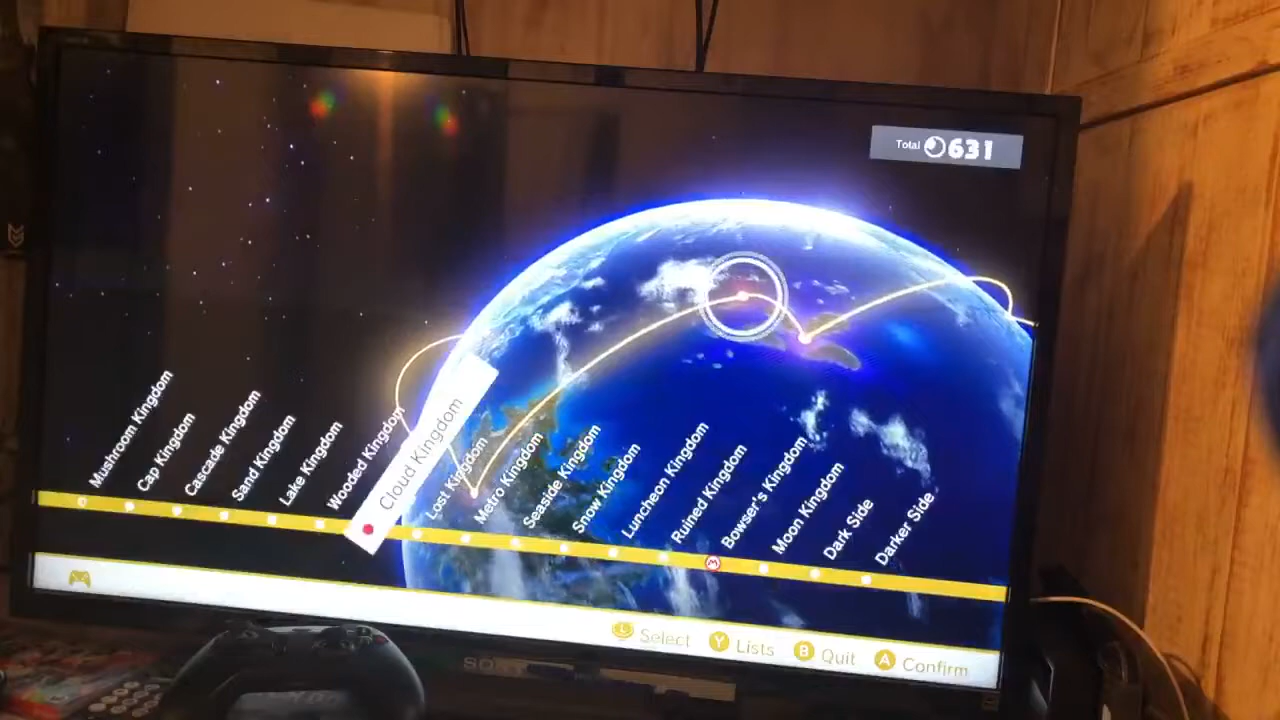 Total 631
Mushroom Kingdom
Cap Kingdom
Cascade Kingdom
Sand Kingdom
Lake Kingdom
Wooded Kingdom
Cloud Kingdom
Lost Kingdom
Metro Kingdom
Seaside Kingdom
Snow Kingdom
Luncheon Kingdom
Ruined Kingdom
Bowser's Kingdom
Moon Kingdom
Dark Side
Darker Side
L Select Y Lists B Quit A Confirm
SONY